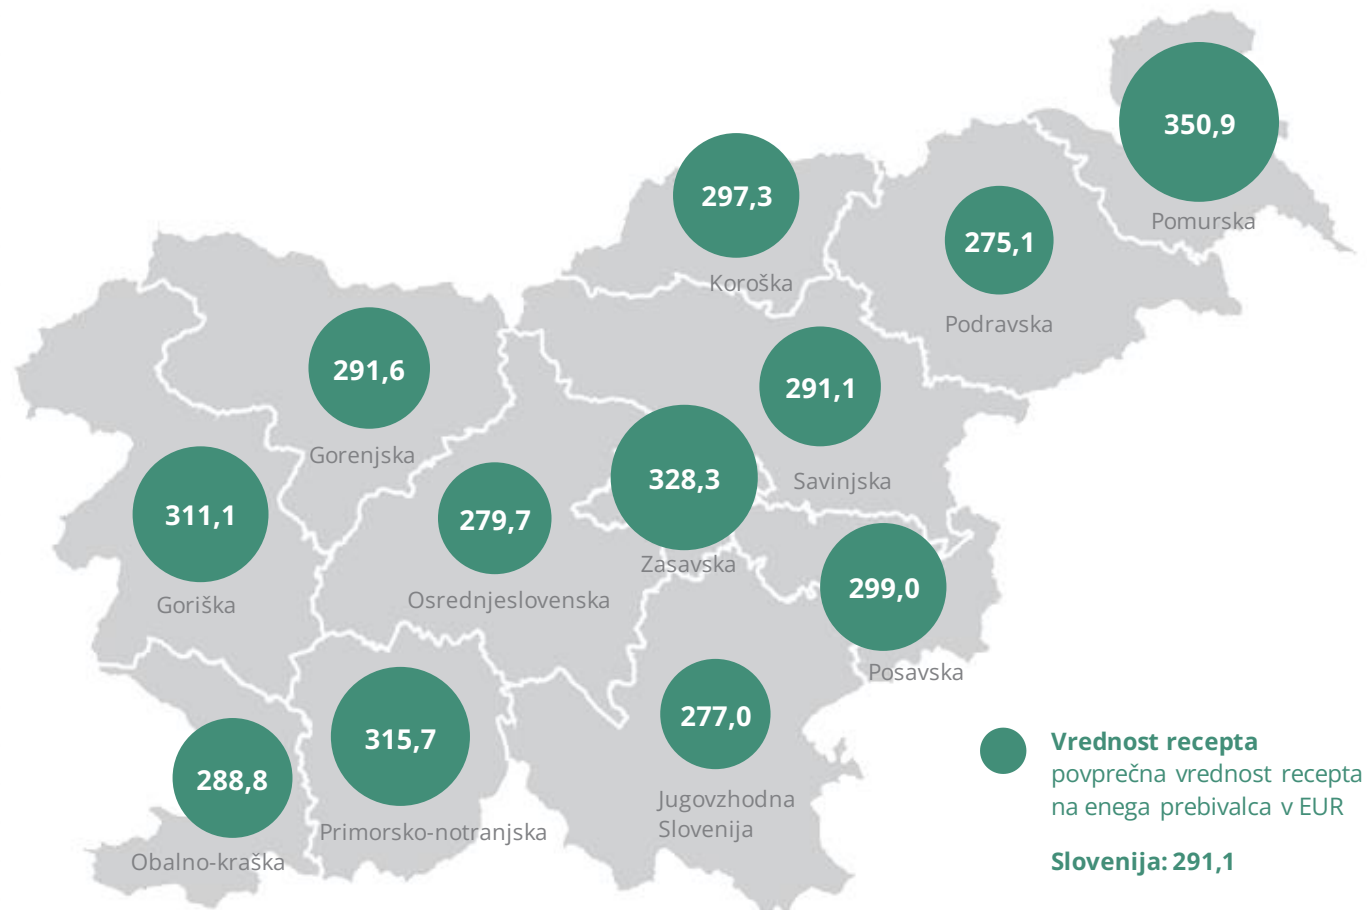 350,9
Pomurska
297,3
Koroška
275,1
Podravska
291,6
Gorenjska
291,1
Savinjska
328,3
Zasavska
311,1
Goriška
279,7
Osrednjeslovenska
299,0
Posavska
277,0
Jugovzhodna
Slovenija
315,7
Primorsko-notranjska
288,8
Obalno-kraška
Vrednost recepta
povprečna vrednost recepta
na enega prebivalca v EUR
Slovenija: 291,1